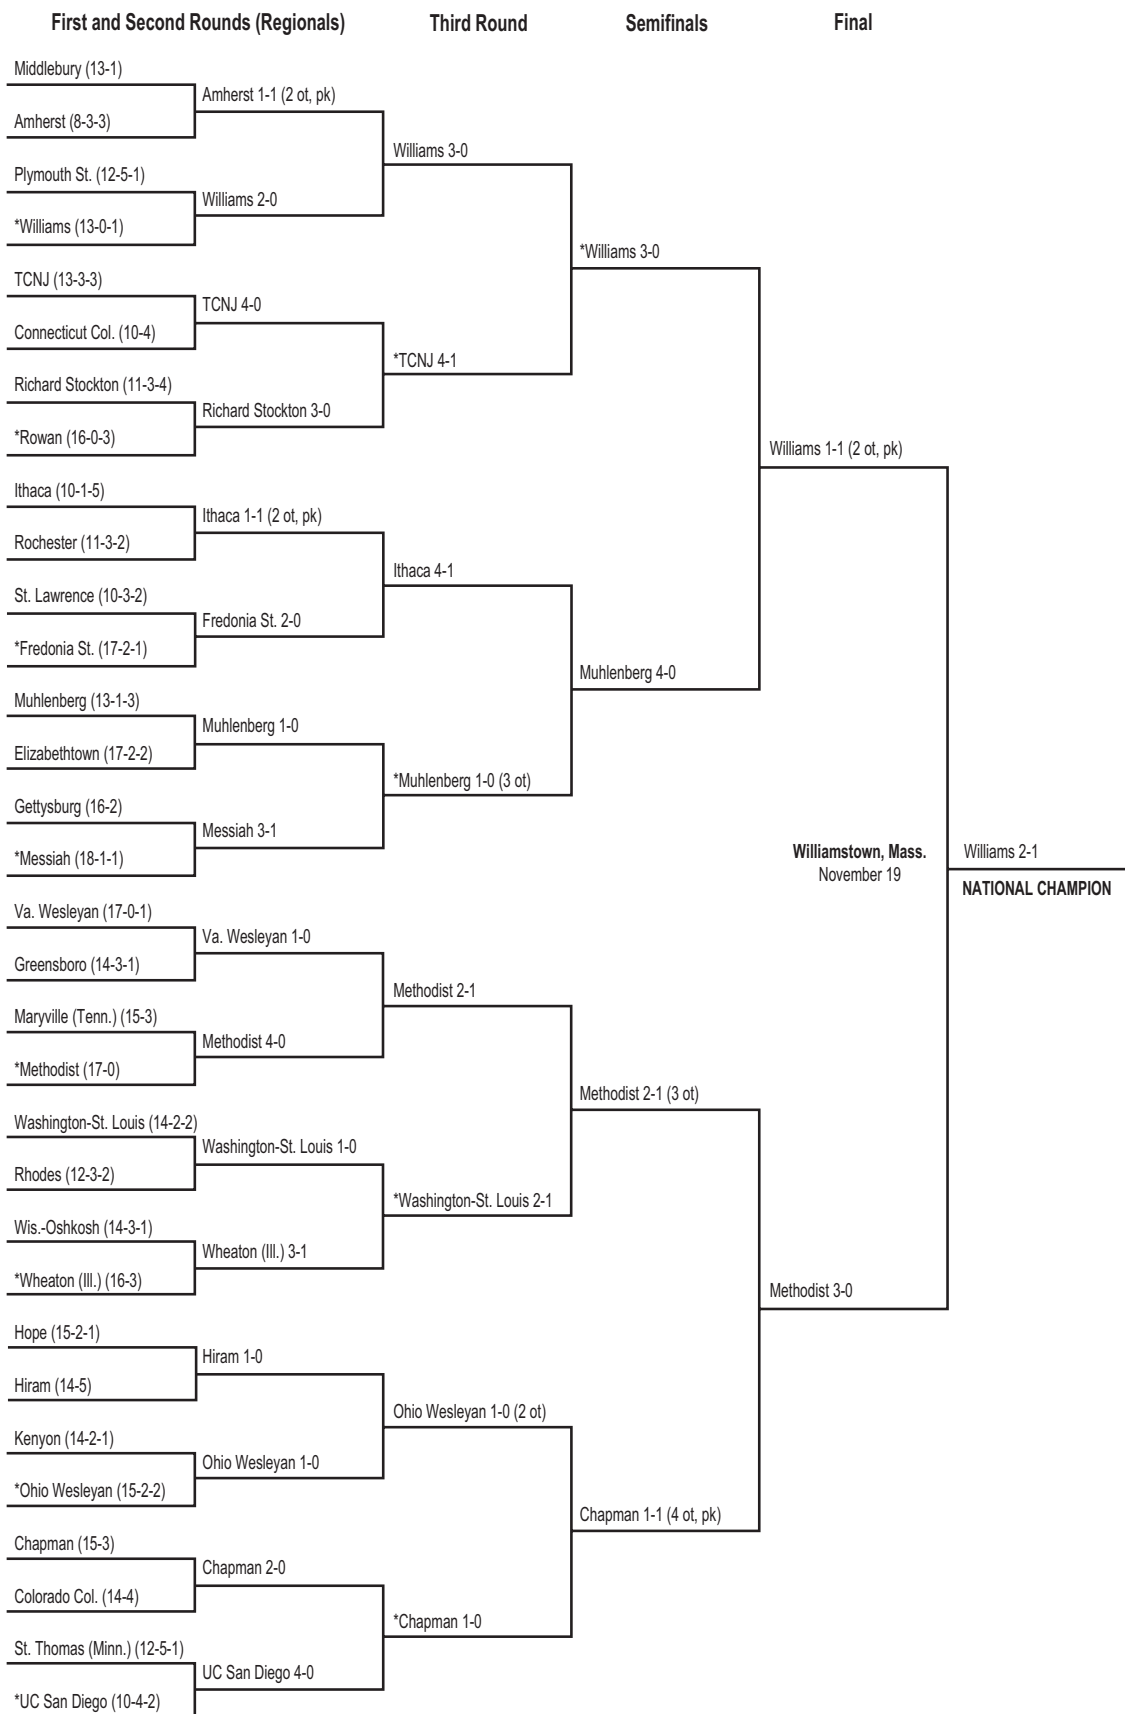 First and Second Rounds (Regionals)
Third Round
Semifinals
Final
Middlebury (13-1)
Amherst 1-1 (2 ot, pk)
Amherst (8-3-3)
Williams 3-0
Plymouth St. (12-5-1)
Williams 2-0
*Williams (13-0-1)
*Williams 3-0
TCNJ (13-3-3)
TCNJ 4-0
Connecticut Col. (10-4)
*TCNJ 4-1
Richard Stockton (11-3-4)
Richard Stockton 3-0
*Rowan (16-0-3)
Williams 1-1 (2 ot, pk)
Ithaca (10-1-5)
Ithaca 1-1 (2 ot, pk)
Rochester (11-3-2)
Ithaca 4-1
St. Lawrence (10-3-2)
Fredonia St. 2-0
*Fredonia St. (17-2-1)
Muhlenberg 4-0
Muhlenberg (13-1-3)
Muhlenberg 1-0
Elizabethtown (17-2-2)
*Muhlenberg 1-0 (3 ot)
Gettysburg (16-2)
Messiah 3-1
*Messiah (18-1-1)
Williamstown, Mass.
November 19
Williams 2-1
NATIONAL CHAMPION
Va. Wesleyan (17-0-1)
Va. Wesleyan 1-0
Greensboro (14-3-1)
Methodist 2-1
Maryville (Tenn.) (15-3)
Methodist 4-0
*Methodist (17-0)
Methodist 2-1 (3 ot)
Washington-St. Louis (14-2-2)
Washington-St. Louis 1-0
Rhodes (12-3-2)
*Washington-St. Louis 2-1
Wis.-Oshkosh (14-3-1)
Wheaton (Ill.) 3-1
*Wheaton (Ill.) (16-3)
Methodist 3-0
Hope (15-2-1)
Hiram 1-0
Hiram (14-5)
Ohio Wesleyan 1-0 (2 ot)
Kenyon (14-2-1)
Ohio Wesleyan 1-0
*Ohio Wesleyan (15-2-2)
Chapman 1-1 (4 ot, pk)
Chapman (15-3)
Chapman 2-0
Colorado Col. (14-4)
*Chapman 1-0
St. Thomas (Minn.) (12-5-1)
UC San Diego 4-0
*UC San Diego (10-4-2)